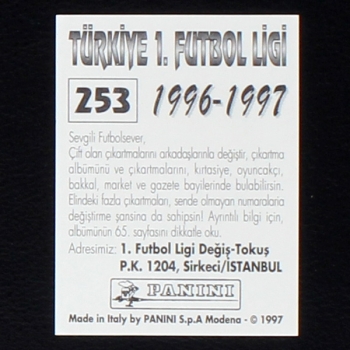 TÜRKİYE 1. FUTBOL LİGİ
253 1996-1997
Sevgili Futbolsever,
Çift olan çıkartmalarını arkadaşlarınla değiştir, çıkartma
albümünü ve çıkartmalarını, kırtasiye, oyuncakçı,
bakkal, market ve gazete bayilerinde bulabilirsin.
Elindeki fazla çıkartmaları, sende olmayan numaralarla
değiştirme şansına da sahipsin! Ayrıntılı bilgi için,
albümünün 65. sayfasını dikkatle oku.
Adresimiz: 1. Futbol Ligi Değiş-Tokuş
P.K. 1204, Sirkeci/İSTANBUL
PANINI
Made in Italy by PANINI S.p.A Modena - © 1997